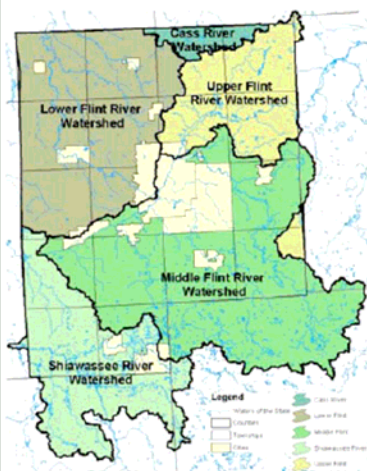 Cass River
Watershed
Upper Flint
River Watershed
Lower Flint River
Watershed
Middle Flint River
Watershed
Shiawassee River
Watershed
Legend
Waters of the State
Counties
Townships
Cities
Cass River
Lower Flint
Middle Flint
Shiawassee River
Upper Flint